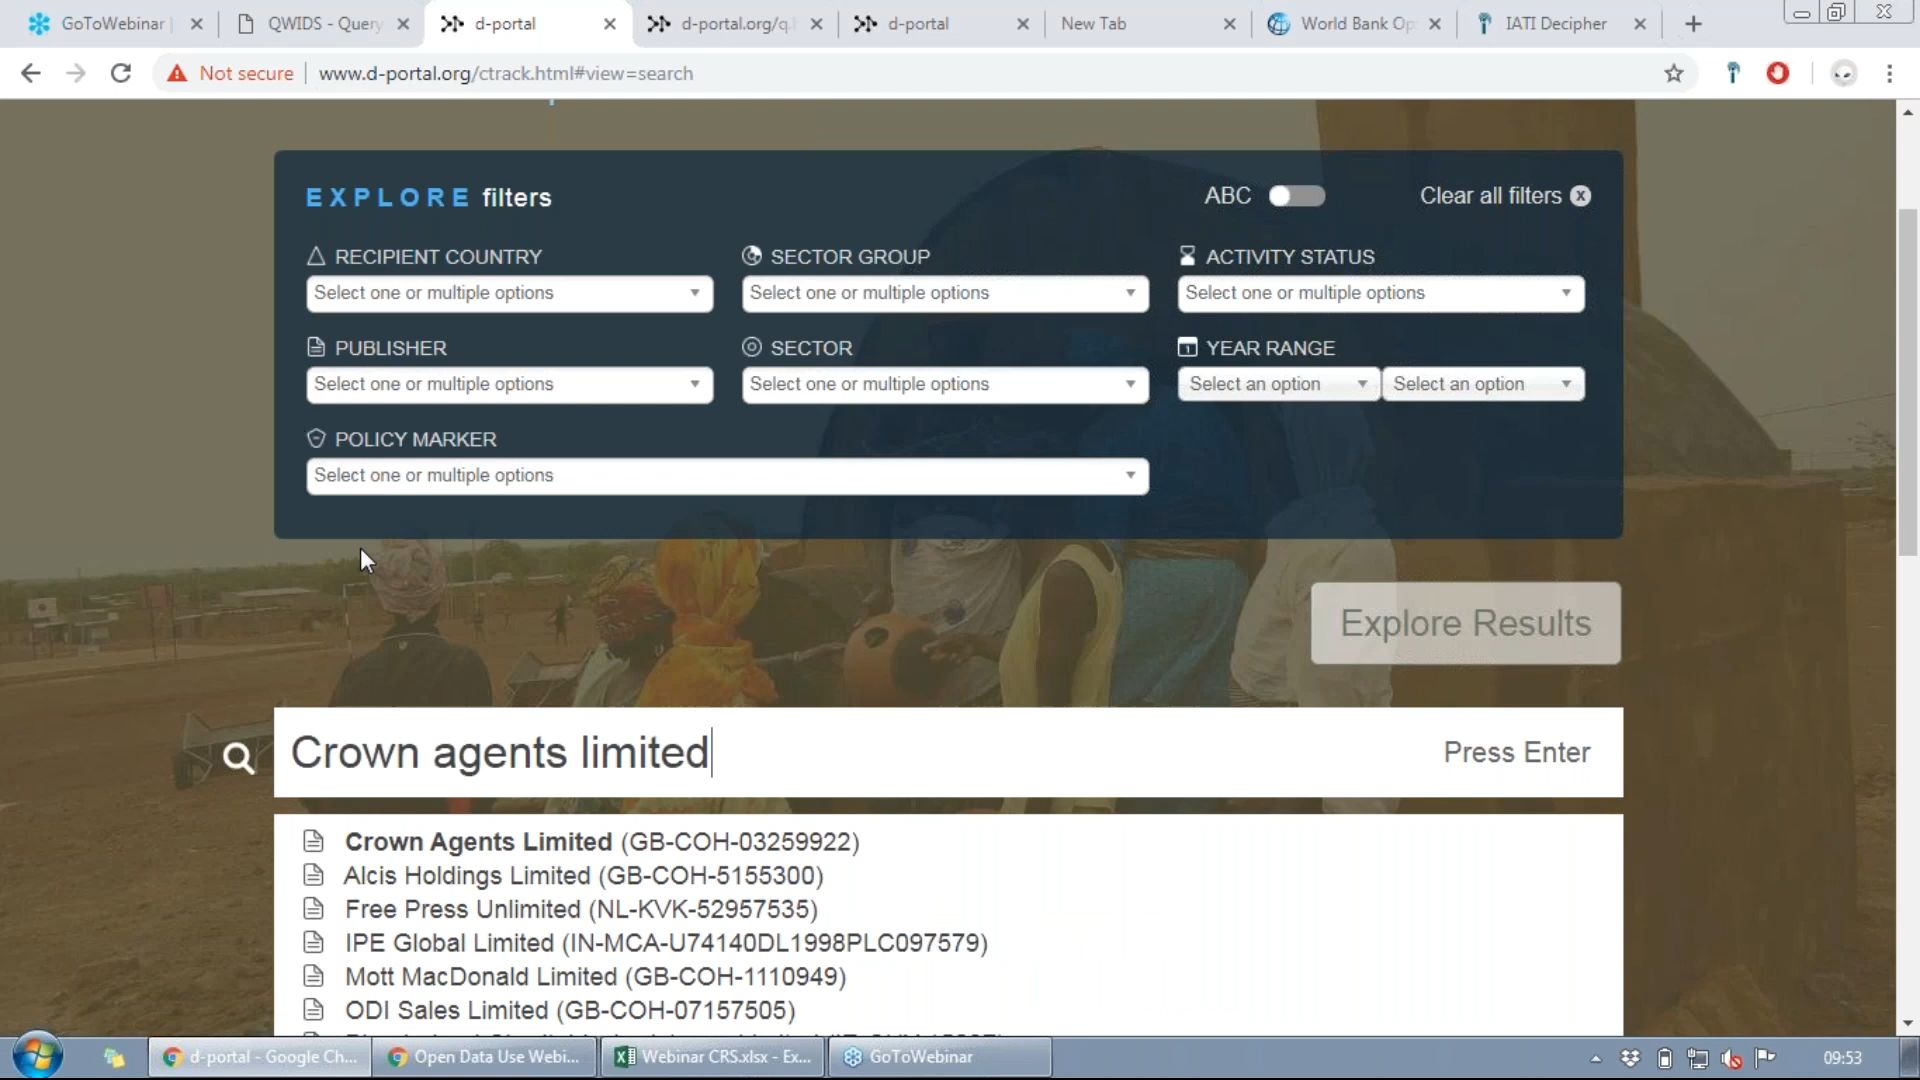 GoToWebinar
QWIDS - Query
d-portal
d-portal.org/q.
d-portal
New Tab
World Bank Op
IATI Decipher
Not secure
www.d-portal.org/ctrack.html#view=search
EXPLORE filters
ABC
Clear all filters
RECIPIENT COUNTRY
SECTOR GROUP
ACTIVITY STATUS
Select one or multiple options
Select one or multiple options
Select one or multiple options
PUBLISHER
SECTOR
YEAR RANGE
Select one or multiple options
Select one or multiple options
Select an option
Select an option
POLICY MARKER
Select one or multiple options
Explore Results
Crown agents limited
Press Enter
Crown Agents Limited (GB-COH-03259922)
Alcis Holdings Limited (GB-COH-5155300)
Free Press Unlimited (NL-KVK-52957535)
IPE Global Limited (IN-MCA-U74140DL1998PLC097579)
Mott MacDonald Limited (GB-COH-1110949)
ODI Sales Limited (GB-COH-07157505)
d-portal - Google Ch...
Open Data Use Webi...
Webinar CRS.xlsx - Ex...
GoToWebinar
09:53